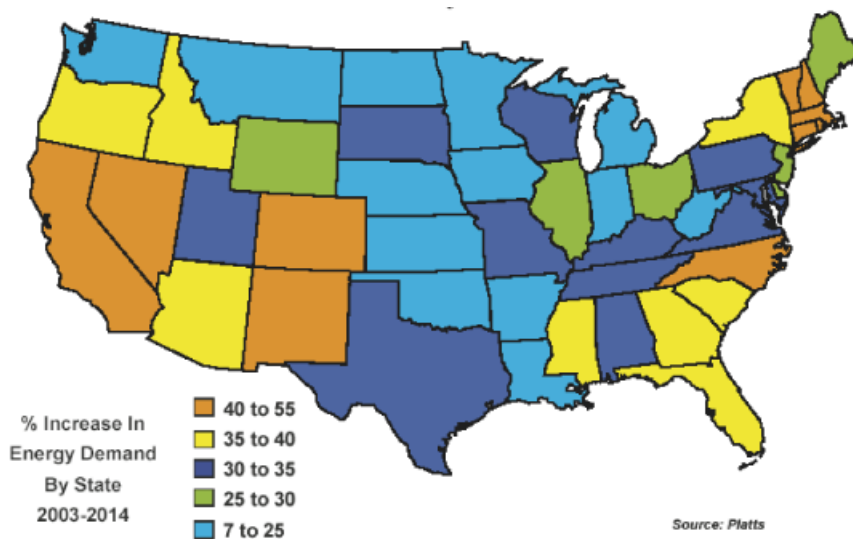 % Increase In
Energy Demand
By State
2003-2014
40 to 55
35 to 40
30 to 35
25 to 30
7 to 25
Source: Platts